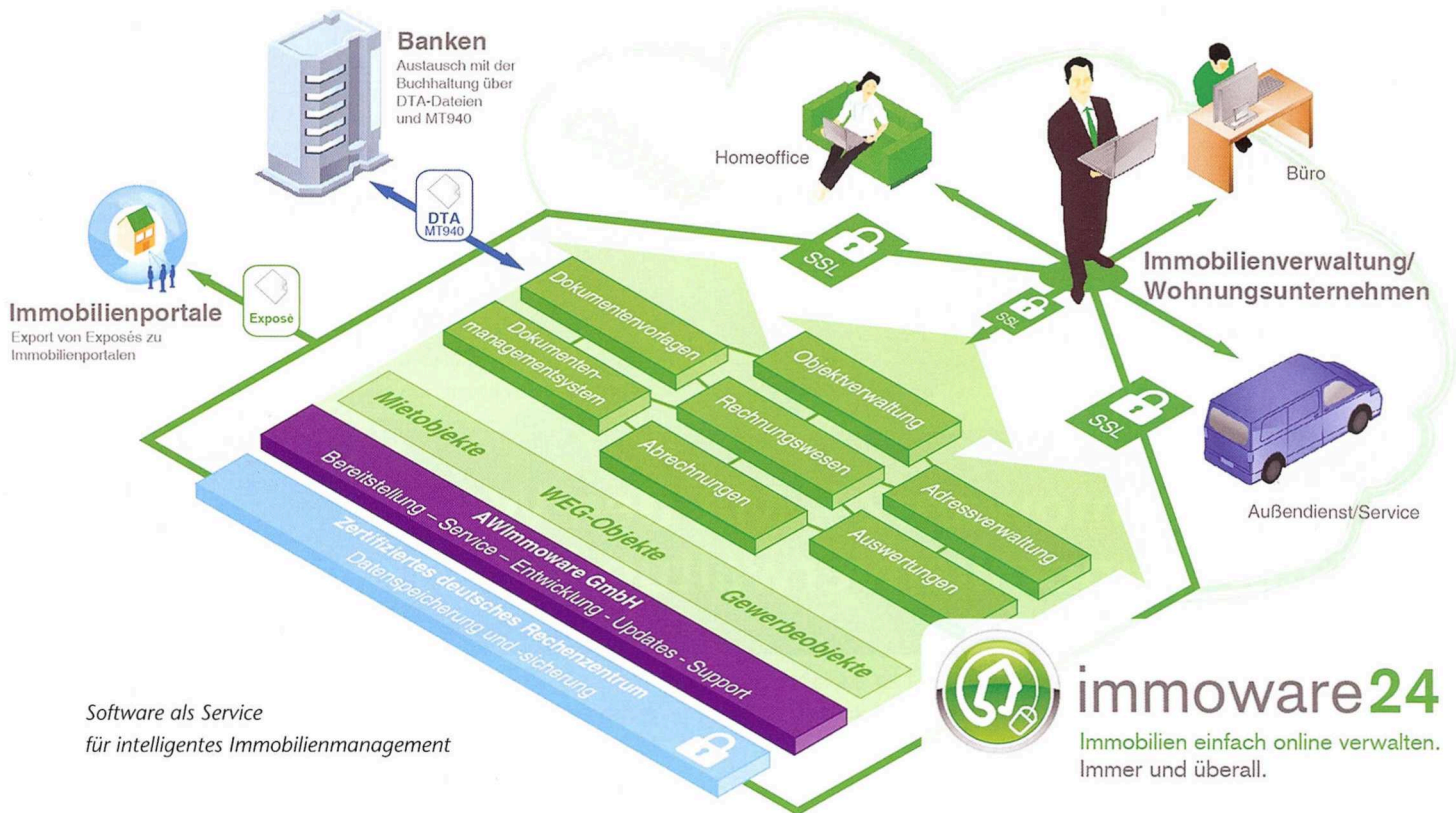 Banken
Austausch mit der
Buchhaltung über
DTA-Dateien
und MT940
Homeoffice
Büro
DTA
MT940
SSL
Immobilienverwaltung/
Wohnungsunternehmen
SSL
Immobilienportale
Export von Exposés zu
Immobilienportalen
Exposé
Dokumentenvorlagen
Dokumenten-
managementsystem
Objektverwaltung
Rechnungswesen
Abrechnungen
Adressverwaltung
Auswertungen
SSL
Außendienst/Service
Mietobjekte
WEG-Objekte
Gewerbeobjekte
AWImmoware GmbH
Bereitstellung – Service – Entwicklung - Updates - Support
Zertifiziertes deutsches Rechenzentrum
Datenspeicherung und -sicherung
Software als Service
für intelligentes Immobilienmanagement
immoware24
Immobilien einfach online verwalten.
Immer und überall.